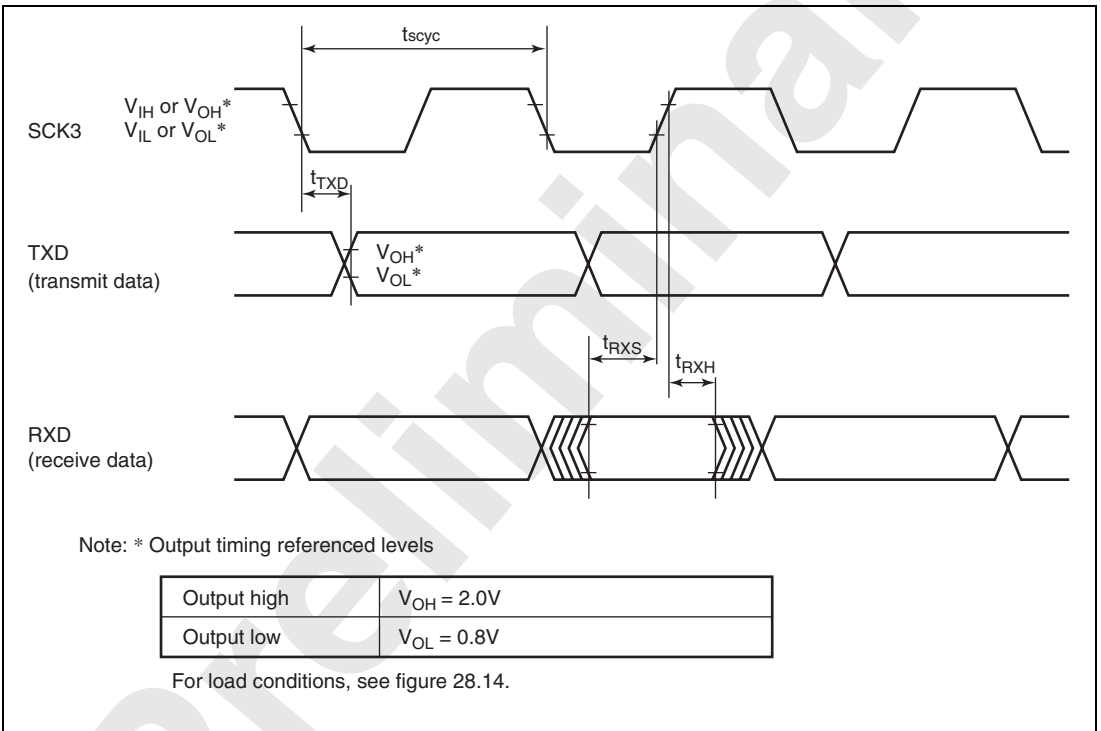 tscyc
VIH or VOH*
VIL or VOL*
SCK3
tTXD
TXD
(transmit data)
VOH*
VOL*
tRXS
tRXH
RXD
(receive data)
Note: * Output timing referenced levels
Output high VOH = 2.0V
Output low VOL = 0.8V
For load conditions, see figure 28.14.
Preliminar